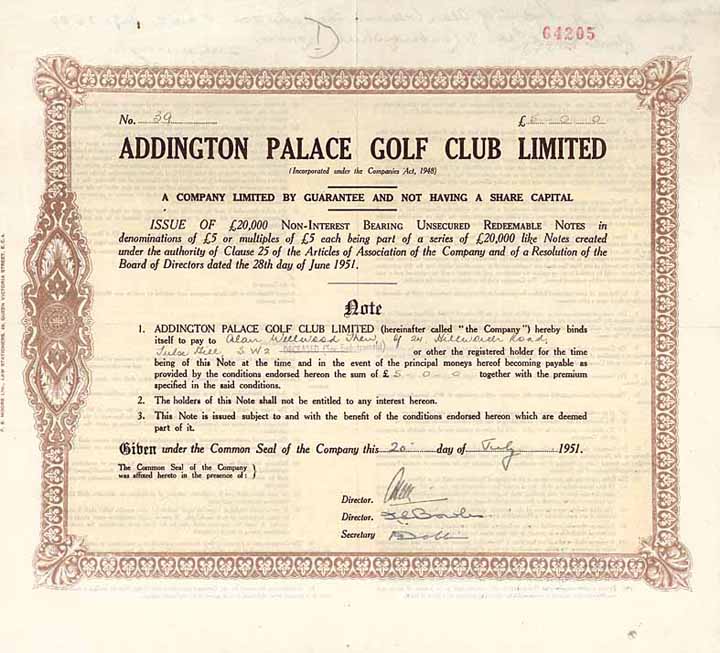 64205
No. 39 £5 0 0
ADDINGTON PALACE GOLF CLUB LIMITED
(Incorporated under the Companies Act, 1948)
A COMPANY LIMITED BY GUARANTEE AND NOT HAVING A SHARE CAPITAL
ISSUE OF £20,000 NON-INTEREST BEARING UNSECURED REDEEMABLE NOTES in
denominations of £5 or multiples of £5 each being part of a series of £20,000 like Notes created
under the authority of Clause 25 of the Articles of Association of the Company and of a Resolution of the
Board of Directors dated the 28th day of June 1951.
Note
1. ADDINGTON PALACE GOLF CLUB LIMITED (hereinafter called "the Company") hereby binds
itself to pay to Alan Wellwood Thew, of 24 Road,
Tulse Hill S W 2 DECEASED or other the registered holder for the time
being of this Note at the time and in the event of the principal moneys hereof becoming payable as
provided by the conditions endorsed hereon the sum of £ 5-0-0 together with the premium
specified in the said conditions.
2. The holders of this Note shall not be entitled to any interest hereon.
3. This Note is issued subject to and with the benefit of the conditions endorsed hereon which are deemed
part of it.
Given under the Common Seal of the Company this 20 day of July 1951.
The Common Seal of the Company
was affixed hereto in the presence of: }
Director.
Director.
Secretary
F. E. MOORE LTD., LAW STATIONERS, QUEEN VICTORIA STREET, E.C.4.